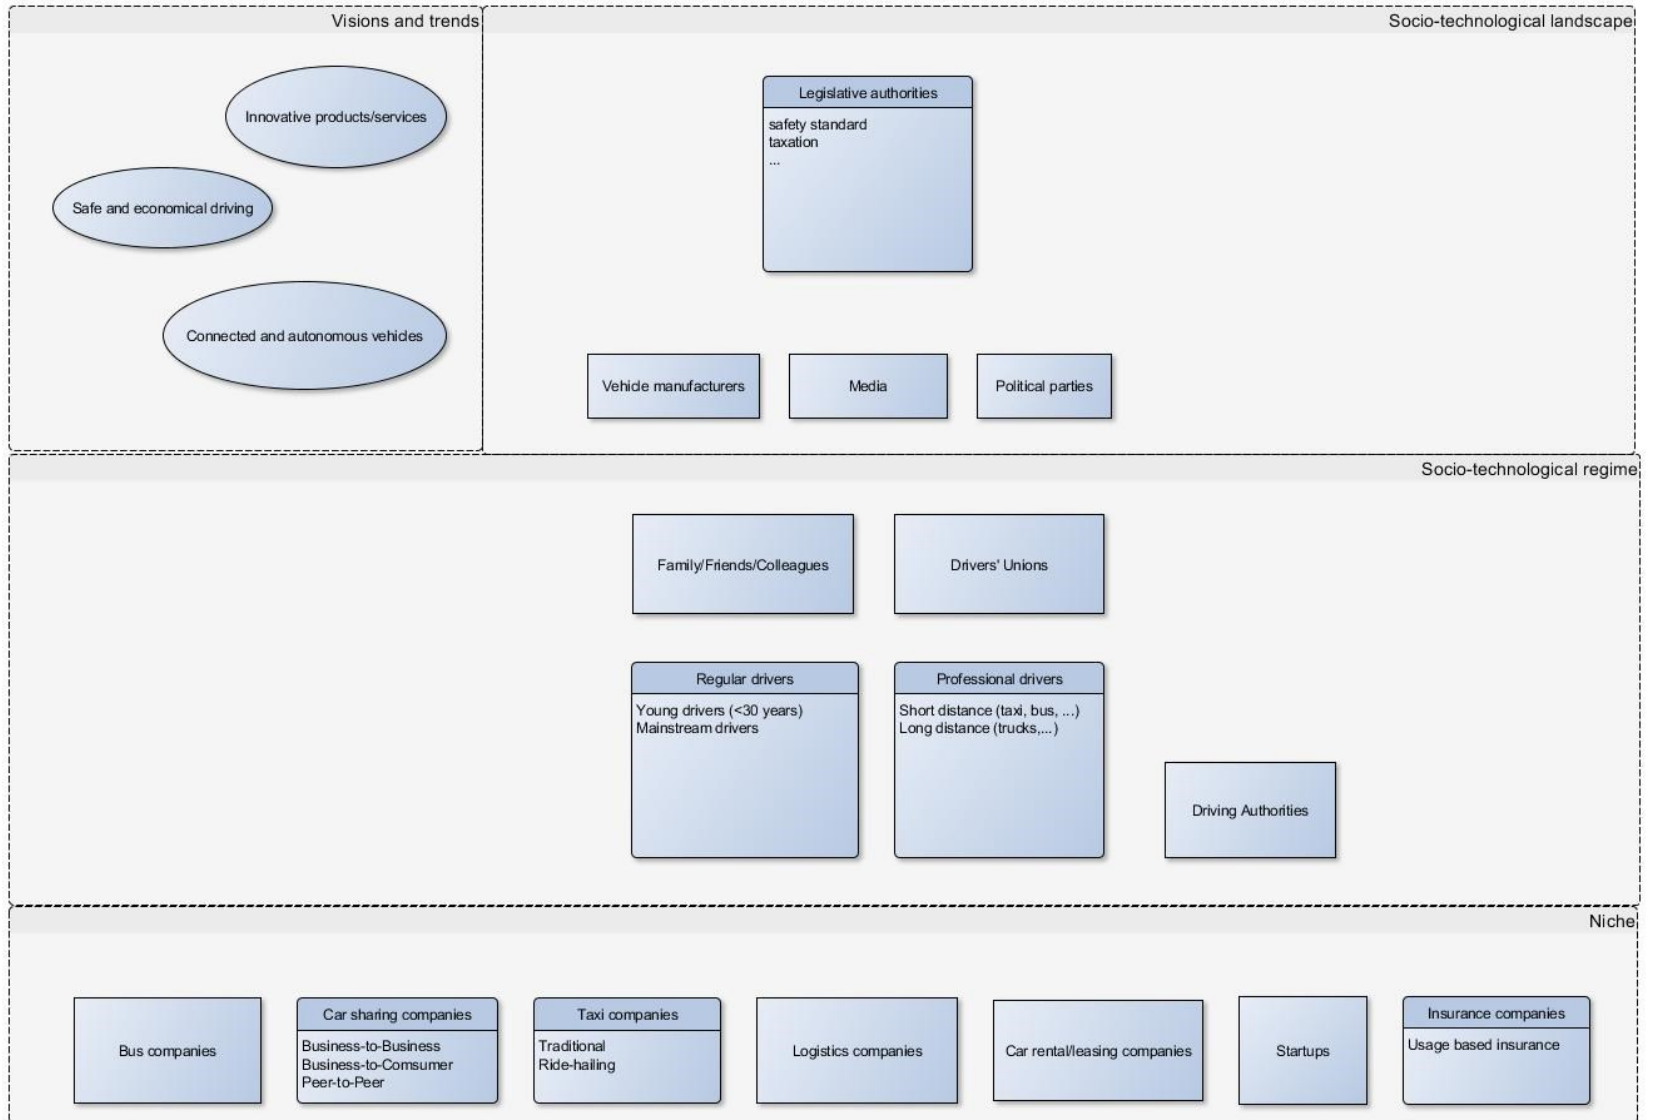 Visions and trends
Innovative products/services
Safe and economical driving
Connected and autonomous vehicles
Socio-technological landscape
Legislative authorities
safety standard
taxation
...
Vehicle manufacturers
Media
Political parties
Socio-technological regime
Family/Friends/Colleagues
Drivers' Unions
Regular drivers
Young drivers (<30 years)
Mainstream drivers
Professional drivers
Short distance (taxi, bus, ...)
Long distance (trucks,...)
Driving Authorities
Niche
Bus companies
Car sharing companies
Business-to-Business
Business-to-Comsumer
Peer-to-Peer
Taxi companies
Traditional
Ride-hailing
Logistics companies
Car rental/leasing companies
Startups
Insurance companies
Usage based insurance